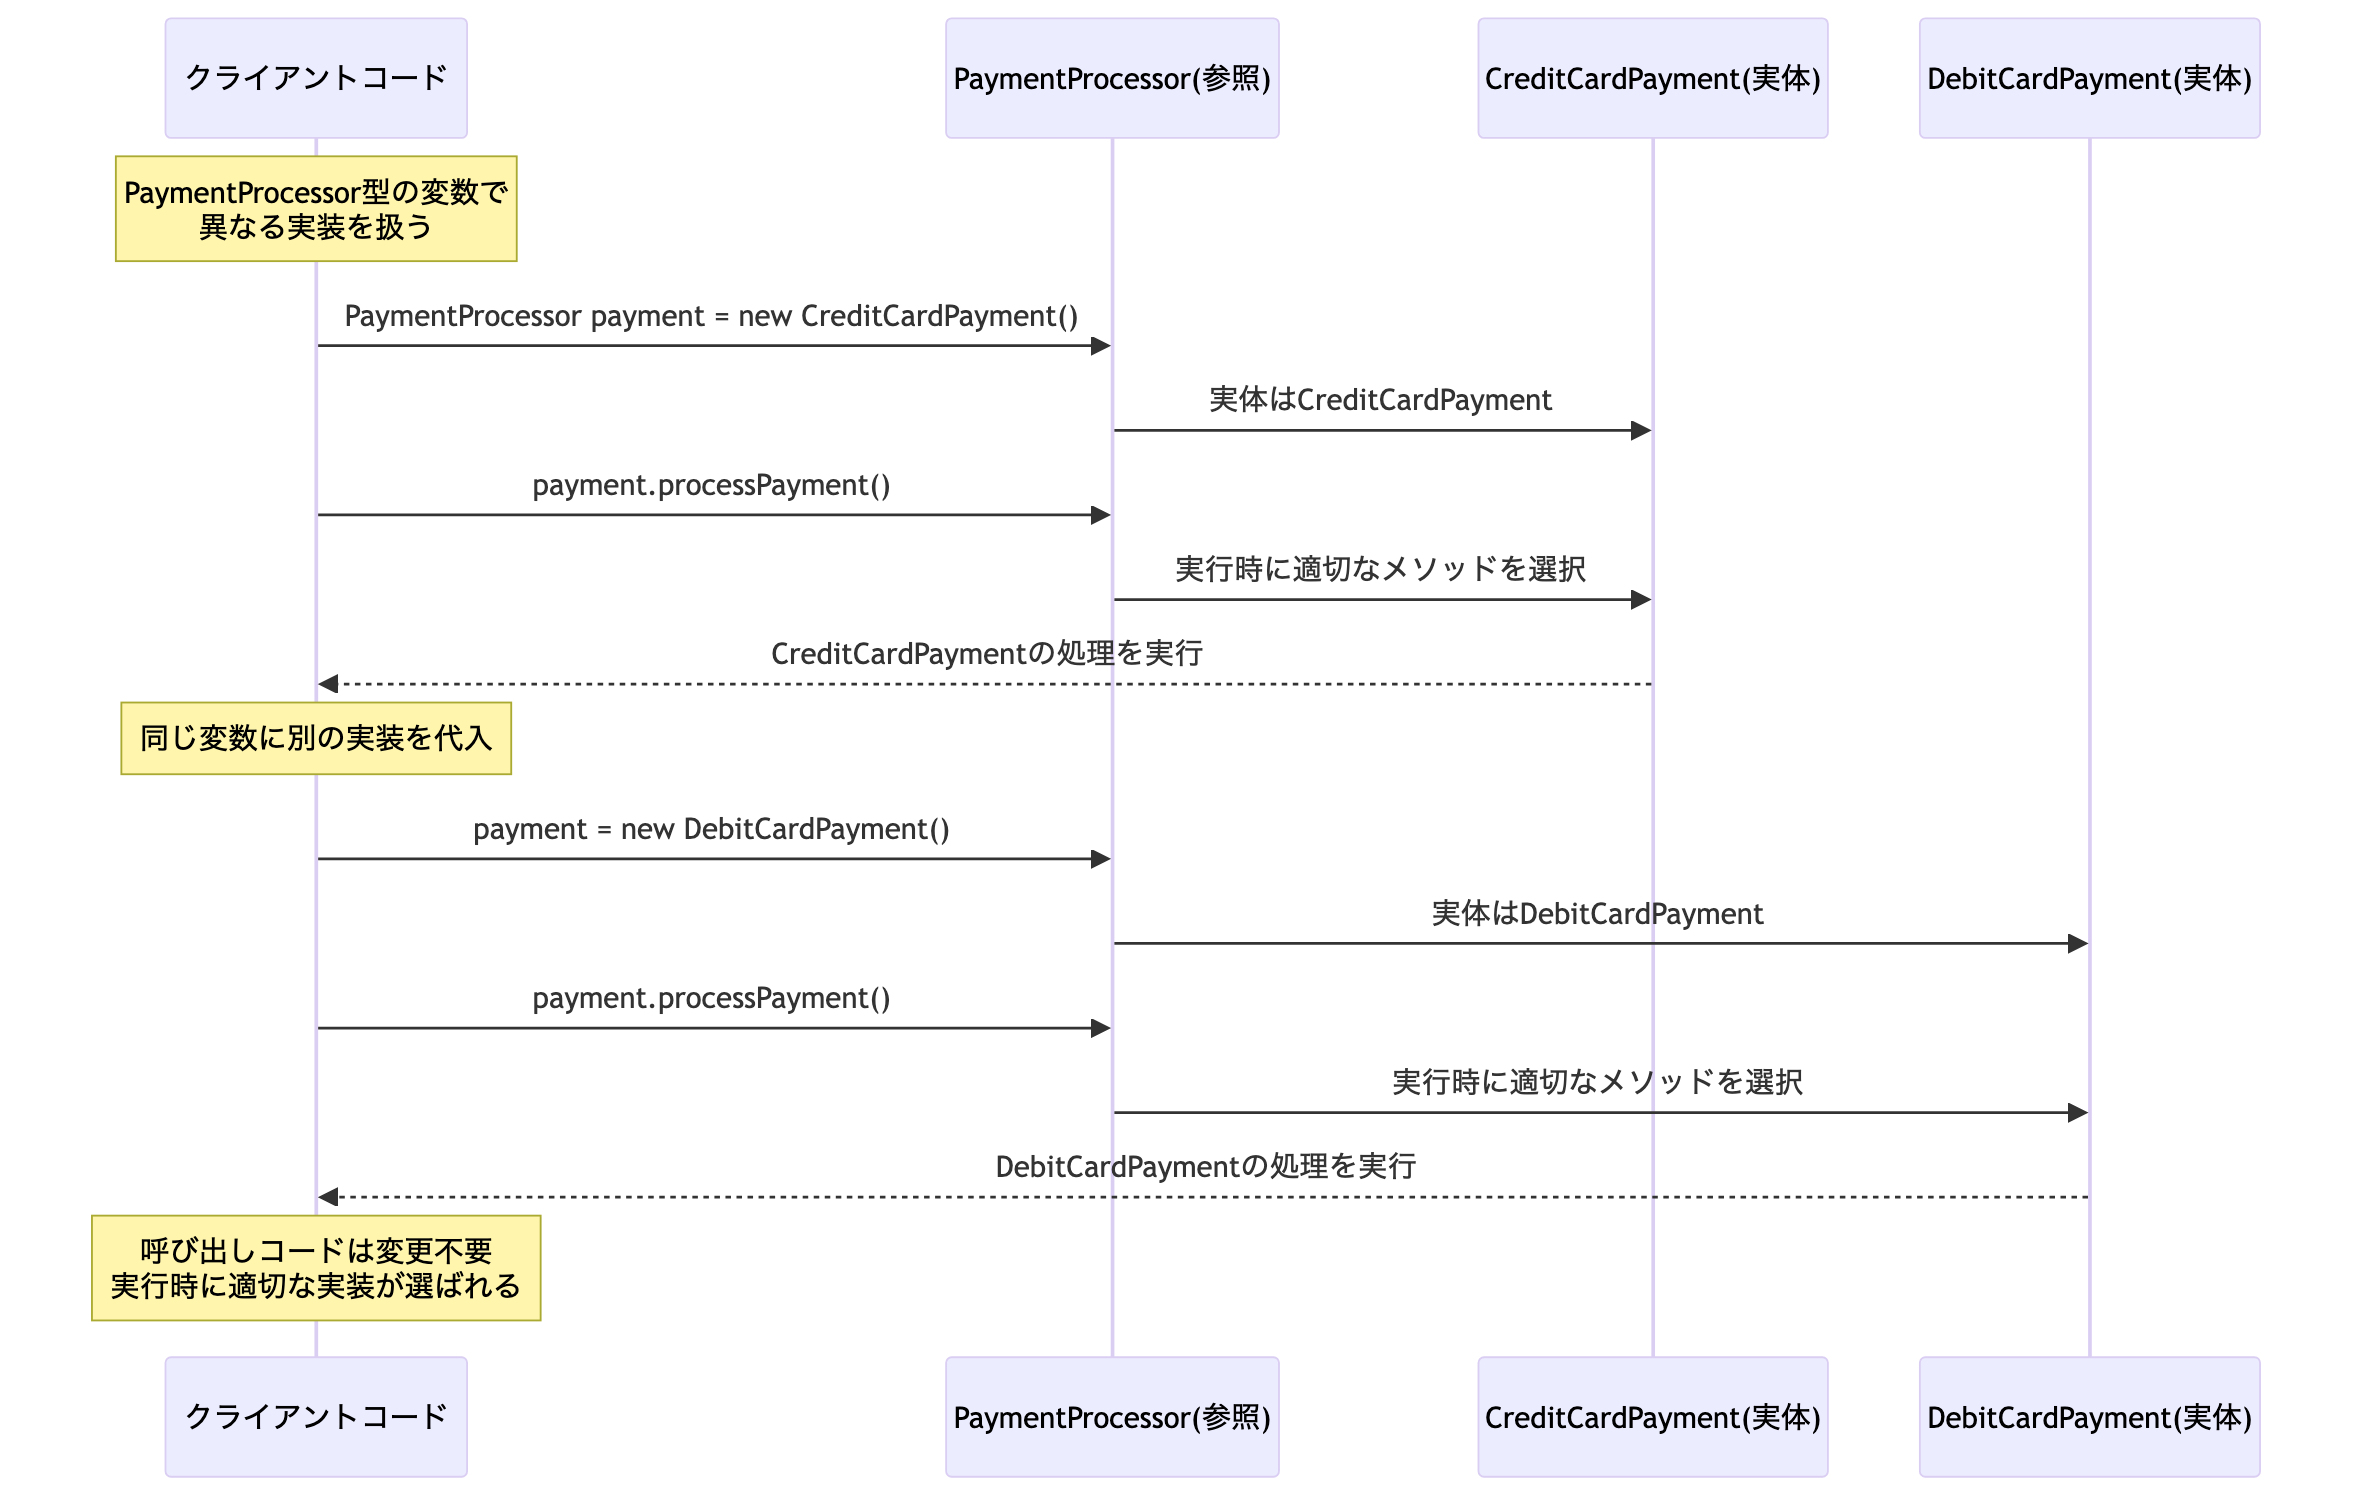 クライアントコード
PaymentProcessor(参照)
CreditCardPayment(実体)
DebitCardPayment(実体)
PaymentProcessor型の変数で
異なる実装を扱う
PaymentProcessor payment = new CreditCardPayment()
実体はCreditCardPayment
payment.processPayment()
実行時に適切なメソッドを選択
CreditCardPaymentの処理を実行
同じ変数に別の実装を代入
payment = new DebitCardPayment()
実体はDebitCardPayment
payment.processPayment()
実行時に適切なメソッドを選択
DebitCardPaymentの処理を実行
呼び出しコードは変更不要
実行時に適切な実装が選ばれる
クライアントコード
PaymentProcessor(参照)
CreditCardPayment(実体)
DebitCardPayment(実体)